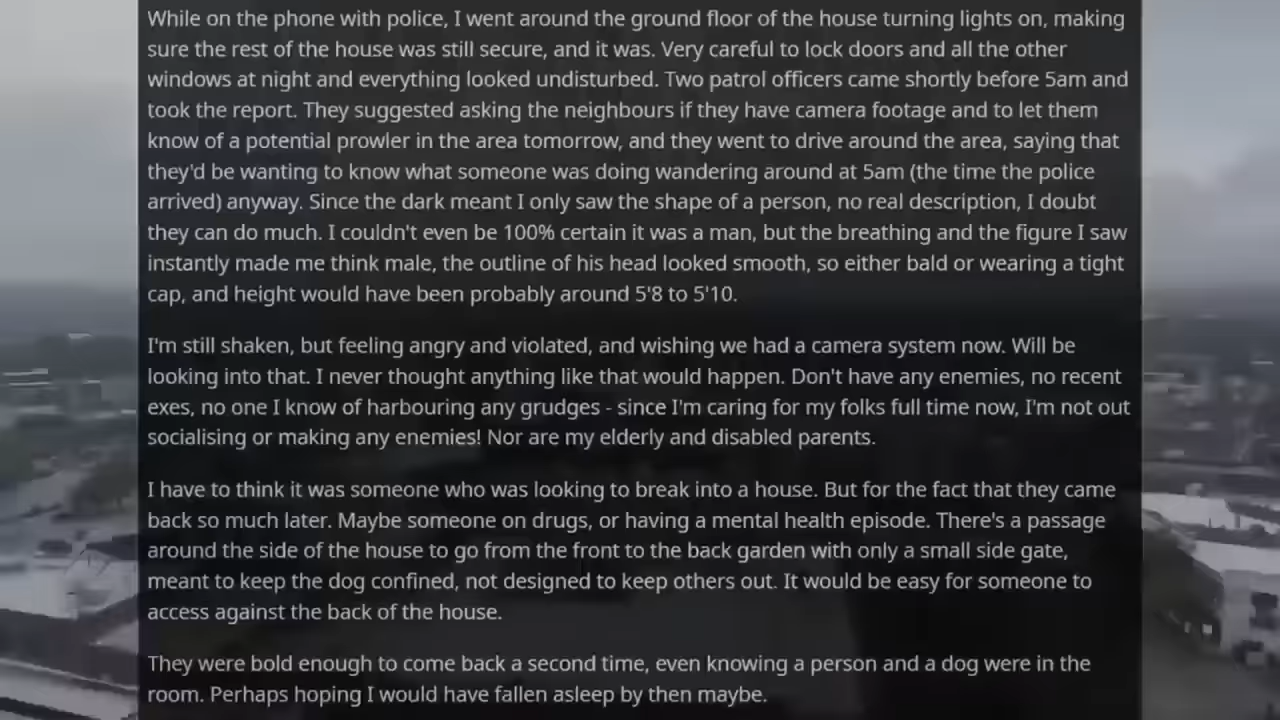 While on the phone with police, I went around the ground floor of the house turning lights on, making
sure the rest of the house was still secure, and it was. Very careful to lock doors and all the other
windows at night and everything looked undisturbed. Two patrol officers came shortly before 5am and
took the report. They suggested asking the neighbours if they have camera footage and to let them
know of a potential prowler in the area tomorrow, and they went to drive around the area, saying that
they'd be wanting to know what someone was doing wandering around at 5am (the time the police
arrived) anyway. Since the dark meant I only saw the shape of a person, no real description, I doubt
they can do much. I couldn't even be 100% certain it was a man, but the breathing and the figure I saw
instantly made me think male, the outline of his head looked smooth, so either bald or wearing a tight
cap, and height would have been probably around 5'8 to 5'10.
I'm still shaken, but feeling angry and violated, and wishing we had a camera system now. Will be
looking into that. I never thought anything like that would happen. Don't have any enemies, no recent
exes, no one I know of harbouring any grudges - since I'm caring for my folks full time now, I'm not out
socialising or making any enemies! Nor are my elderly and disabled parents.
I have to think it was someone who was looking to break into a house. But for the fact that they came
back so much later. Maybe someone on drugs, or having a mental health episode. There's a passage
around the side of the house to go from the front to the back garden with only a small side gate,
meant to keep the dog confined, not designed to keep others out. It would be easy for someone to
access against the back of the house.
They were bold enough to come back a second time, even knowing a person and a dog were in the
room. Perhaps hoping I would have fallen asleep by then maybe.